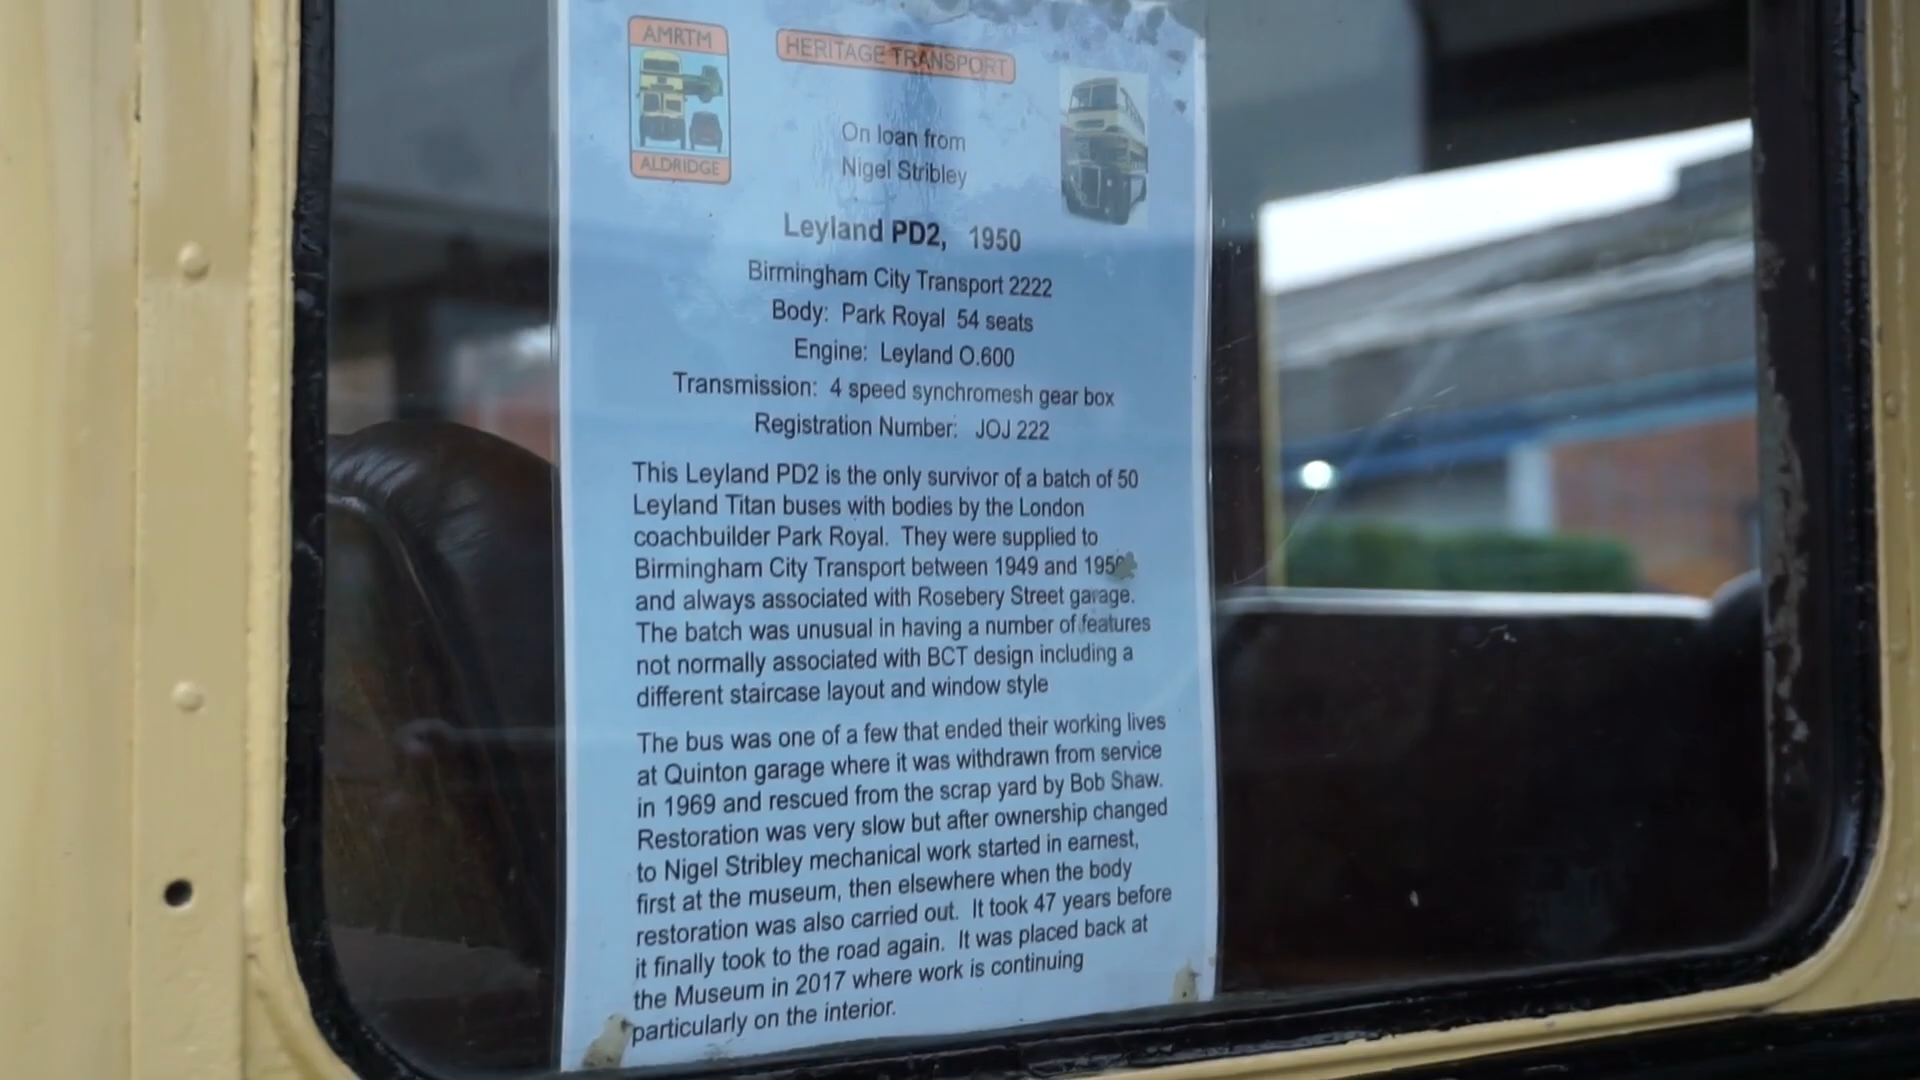 AMRTM
HERITAGE TRANSPORT
ALDRIDGE
On loan from
Nigel Stribley
Leyland PD2, 1950
Birmingham City Transport 2222
Body: Park Royal 54 seats
Engine: Leyland O.600
Transmission: 4 speed synchromesh gear box
Registration Number: JOJ 222
This Leyland PD2 is the only survivor of a batch of 50
Leyland Titan buses with bodies by the London
coachbuilder Park Royal. They were supplied to
Birmingham City Transport between 1949 and
and always associated with Rosebery Street garage.
The batch was unusual in having a number of features
not normally associated with BCT design including a
different staircase layout and window style
The bus was one of a few that ended their working lives
at Quinton garage where it was withdrawn from service
in 1969 and rescued from the scrap yard by Bob Shaw.
Restoration was very slow but after ownership changed
to Nigel Stribley mechanical work started in earnest,
first at the museum, then elsewhere when the body
restoration was also carried out. It took 47 years before
it finally took to the road again. It was placed back at
the Museum in 2017 where work is continuing
particularly on the interior.